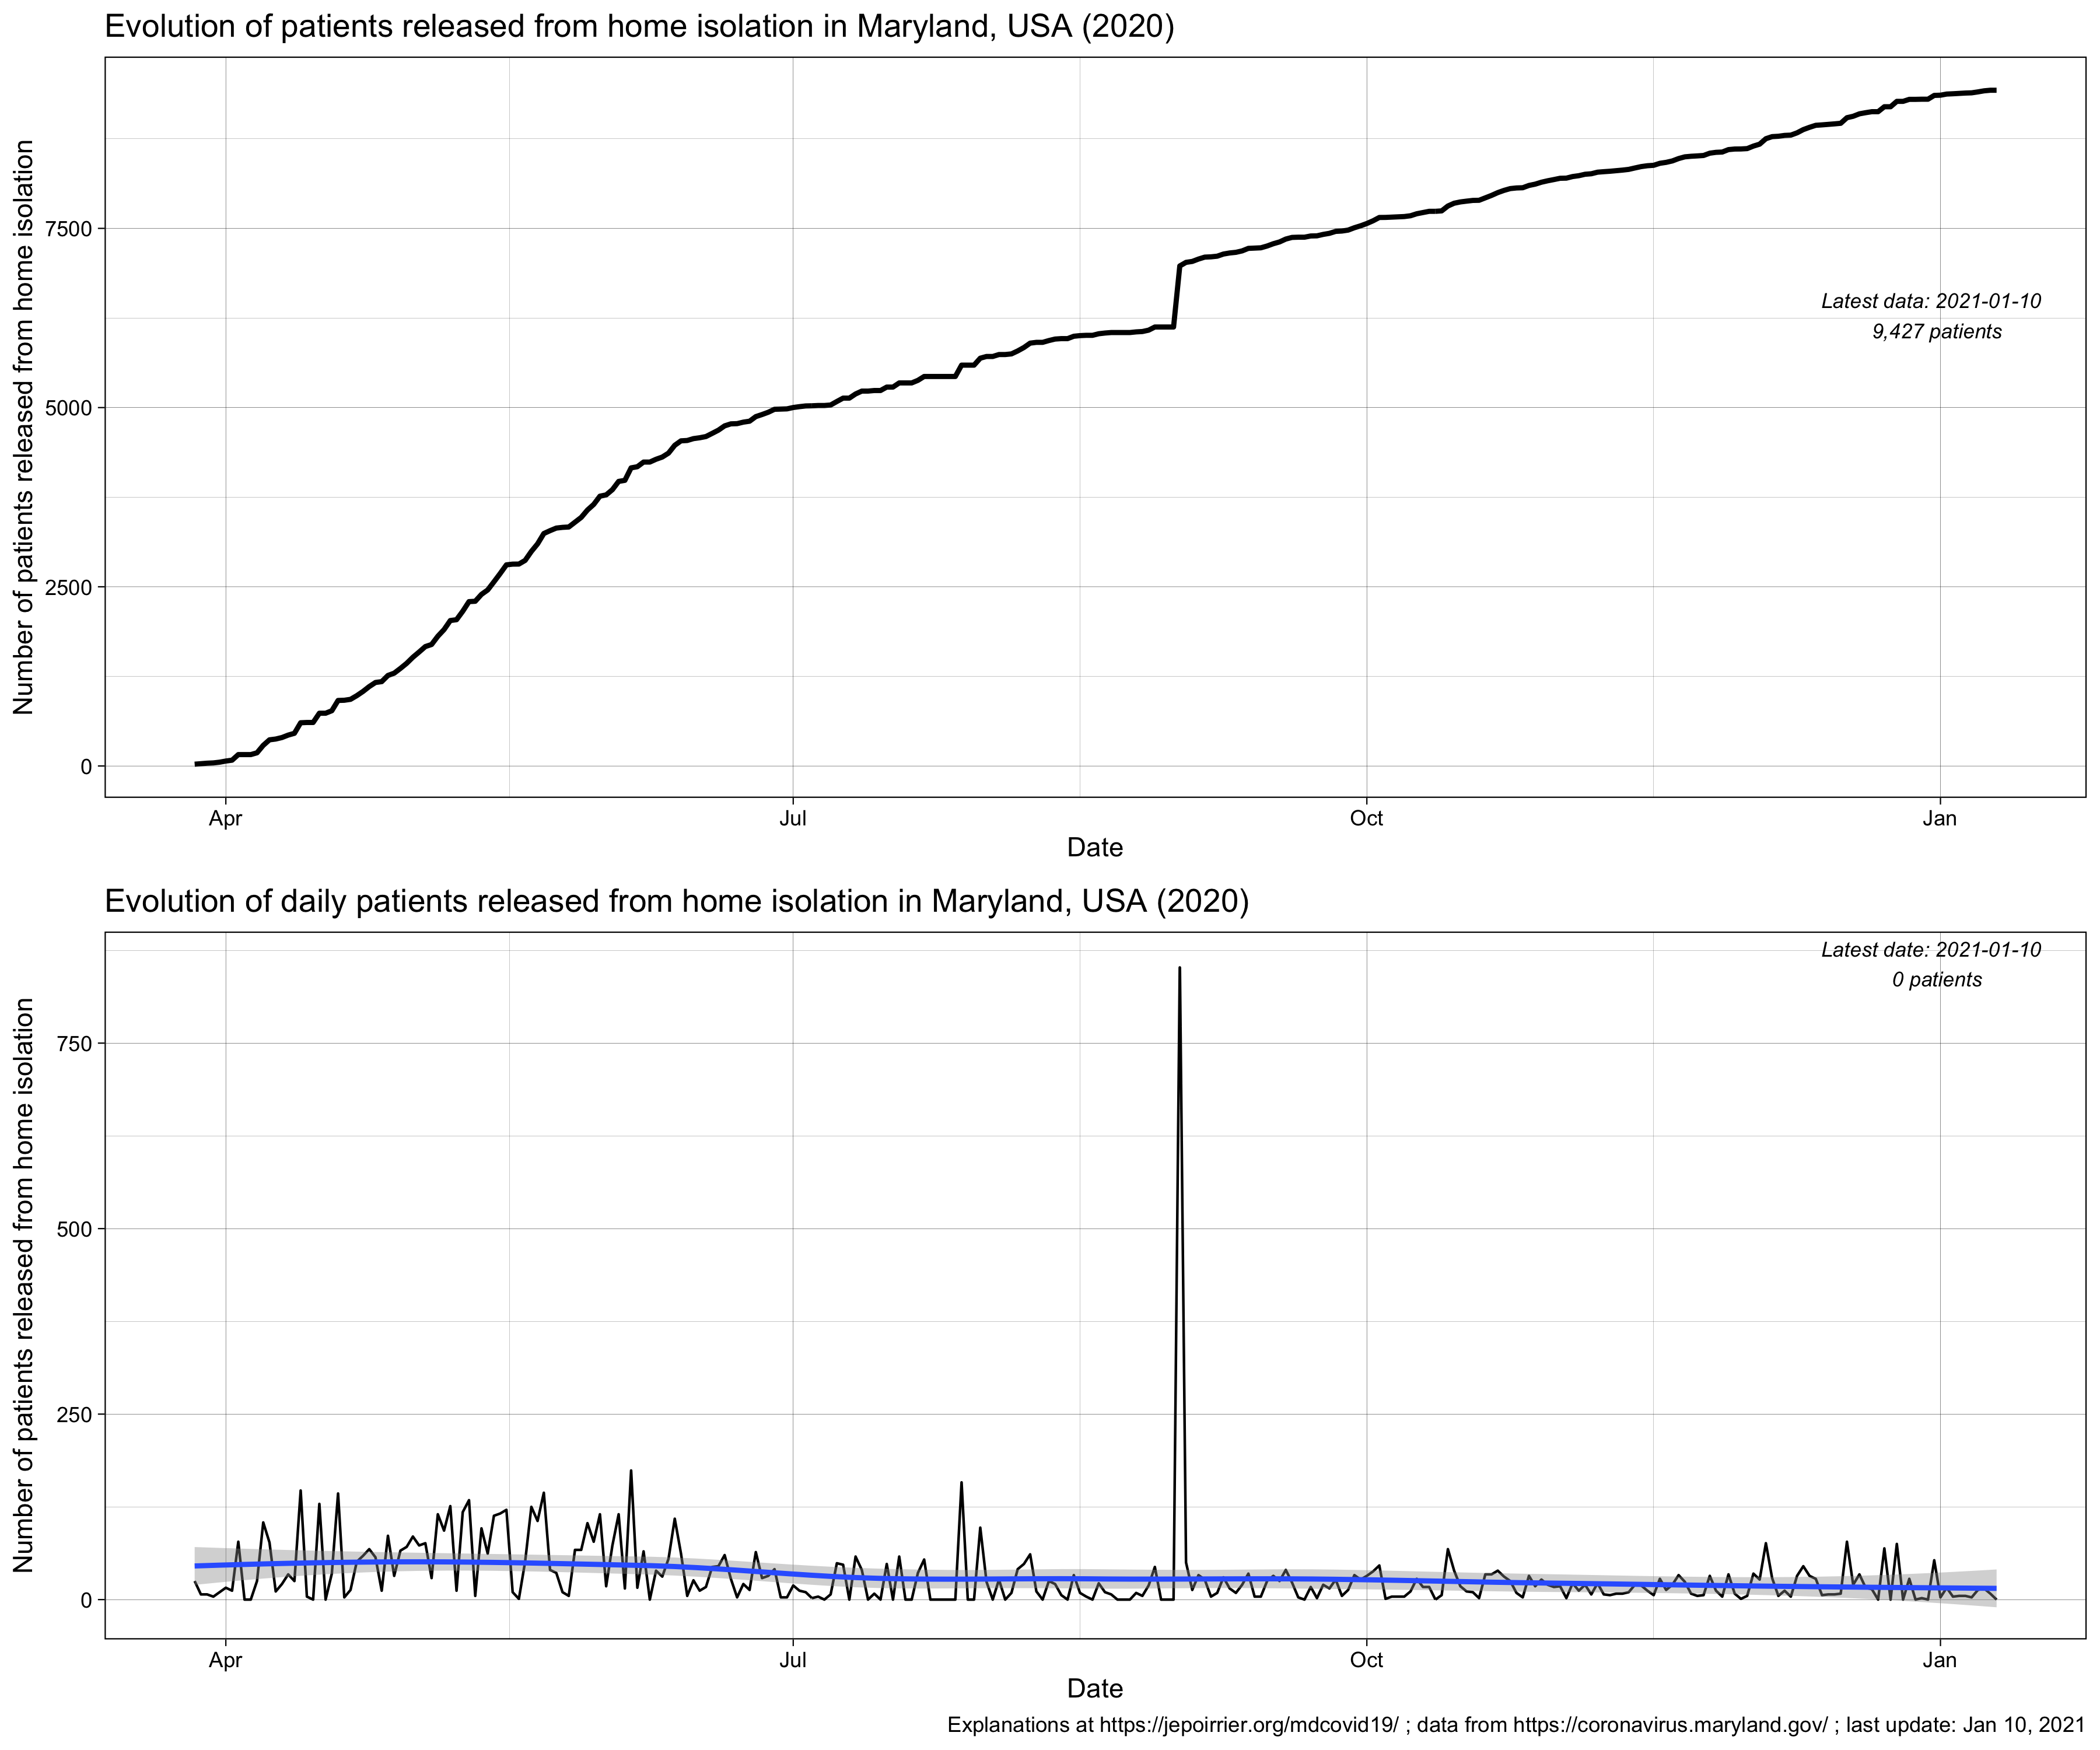 Evolution of patients released from home isolation in Maryland, USA (2020)
Number of patients released from home isolation
7500
5000
2500
0
Latest data: 2021-01-10
9,427 patients
Apr
Jul
Oct
Jan
Date
Evolution of daily patients released from home isolation in Maryland, USA (2020)
Number of patients released from home isolation
750
500
250
0
Latest date: 2021-01-10
0 patients
Apr
Jul
Oct
Jan
Date
Explanations at https://jepoirrier.org/mdcovid19/ ; data from https://coronavirus.maryland.gov/ ; last update: Jan 10, 2021